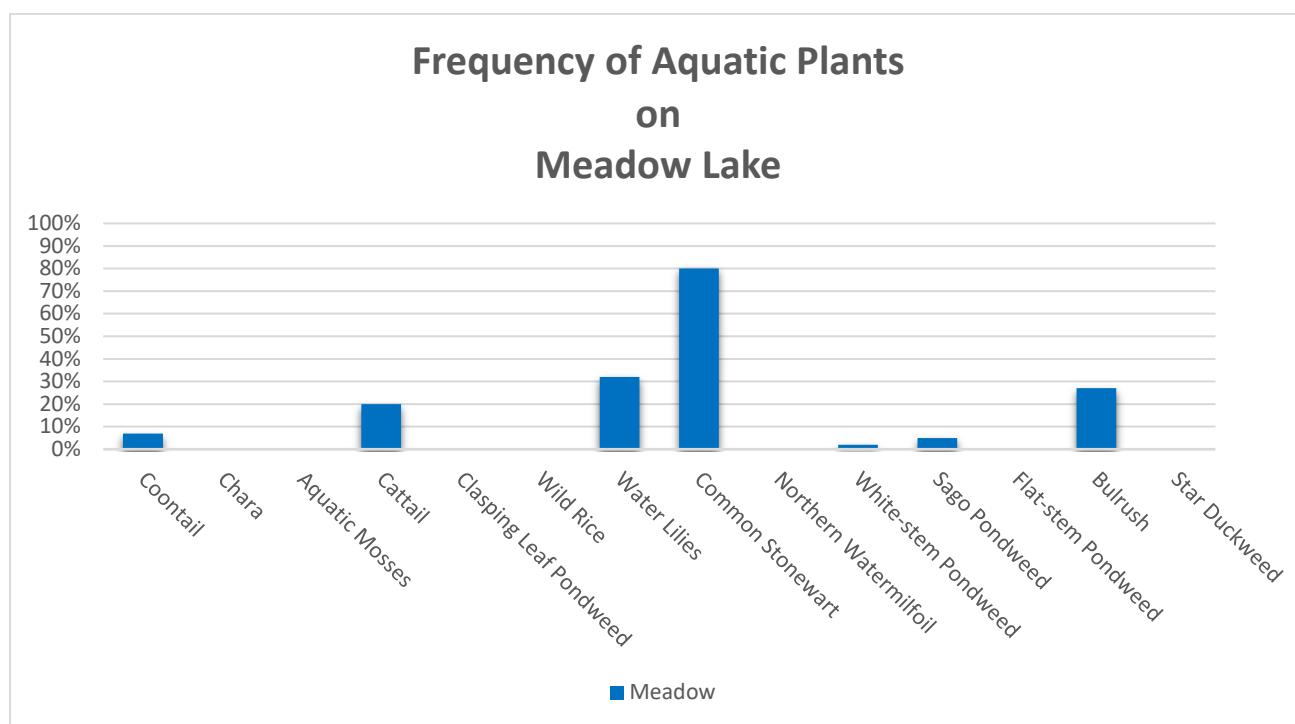 Frequency of Aquatic Plants
on
Meadow Lake
100%
90%
80%
70%
60%
50%
40%
30%
20%
10%
0%
Coontail
Chara
Aquatic Mosses
Cattail
Clasping Leaf Pondweed
Wild Rice
Water Lilies
Common Stonewart
Northern Watermilfoil
White-stem Pondweed
Sago Pondweed
Flat-stem Pondweed
Bulrush
Star Duckweed
Meadow